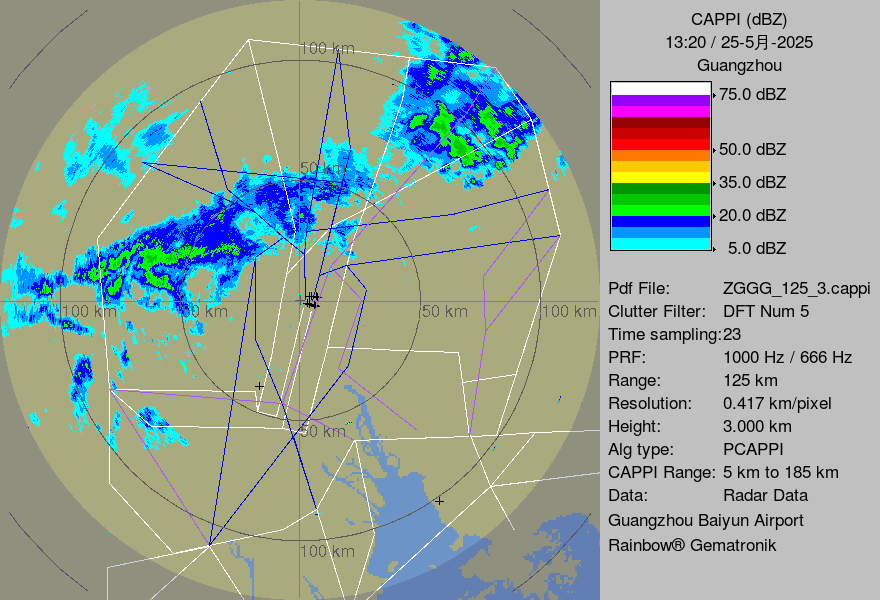 CAPPI (dBZ)
13:20 / 25-5月-2025
Guangzhou
75.0 dBZ
50.0 dBZ
35.0 dBZ
20.0 dBZ
5.0 dBZ
Pdf File: ZGGG_125_3.cappi
Clutter Filter: DFT Num 5
Time sampling:23
PRF: 1000 Hz / 666 Hz
Range: 125 km
Resolution: 0.417 km/pixel
Height: 3.000 km
Alg type: PCAPPI
CAPPI Range: 5 km to 185 km
Data: Radar Data
Guangzhou Baiyun Airport
Rainbow® Gematronik
100 km
50 km
100 km
50 km
50 km
100 km
50 km
100 km